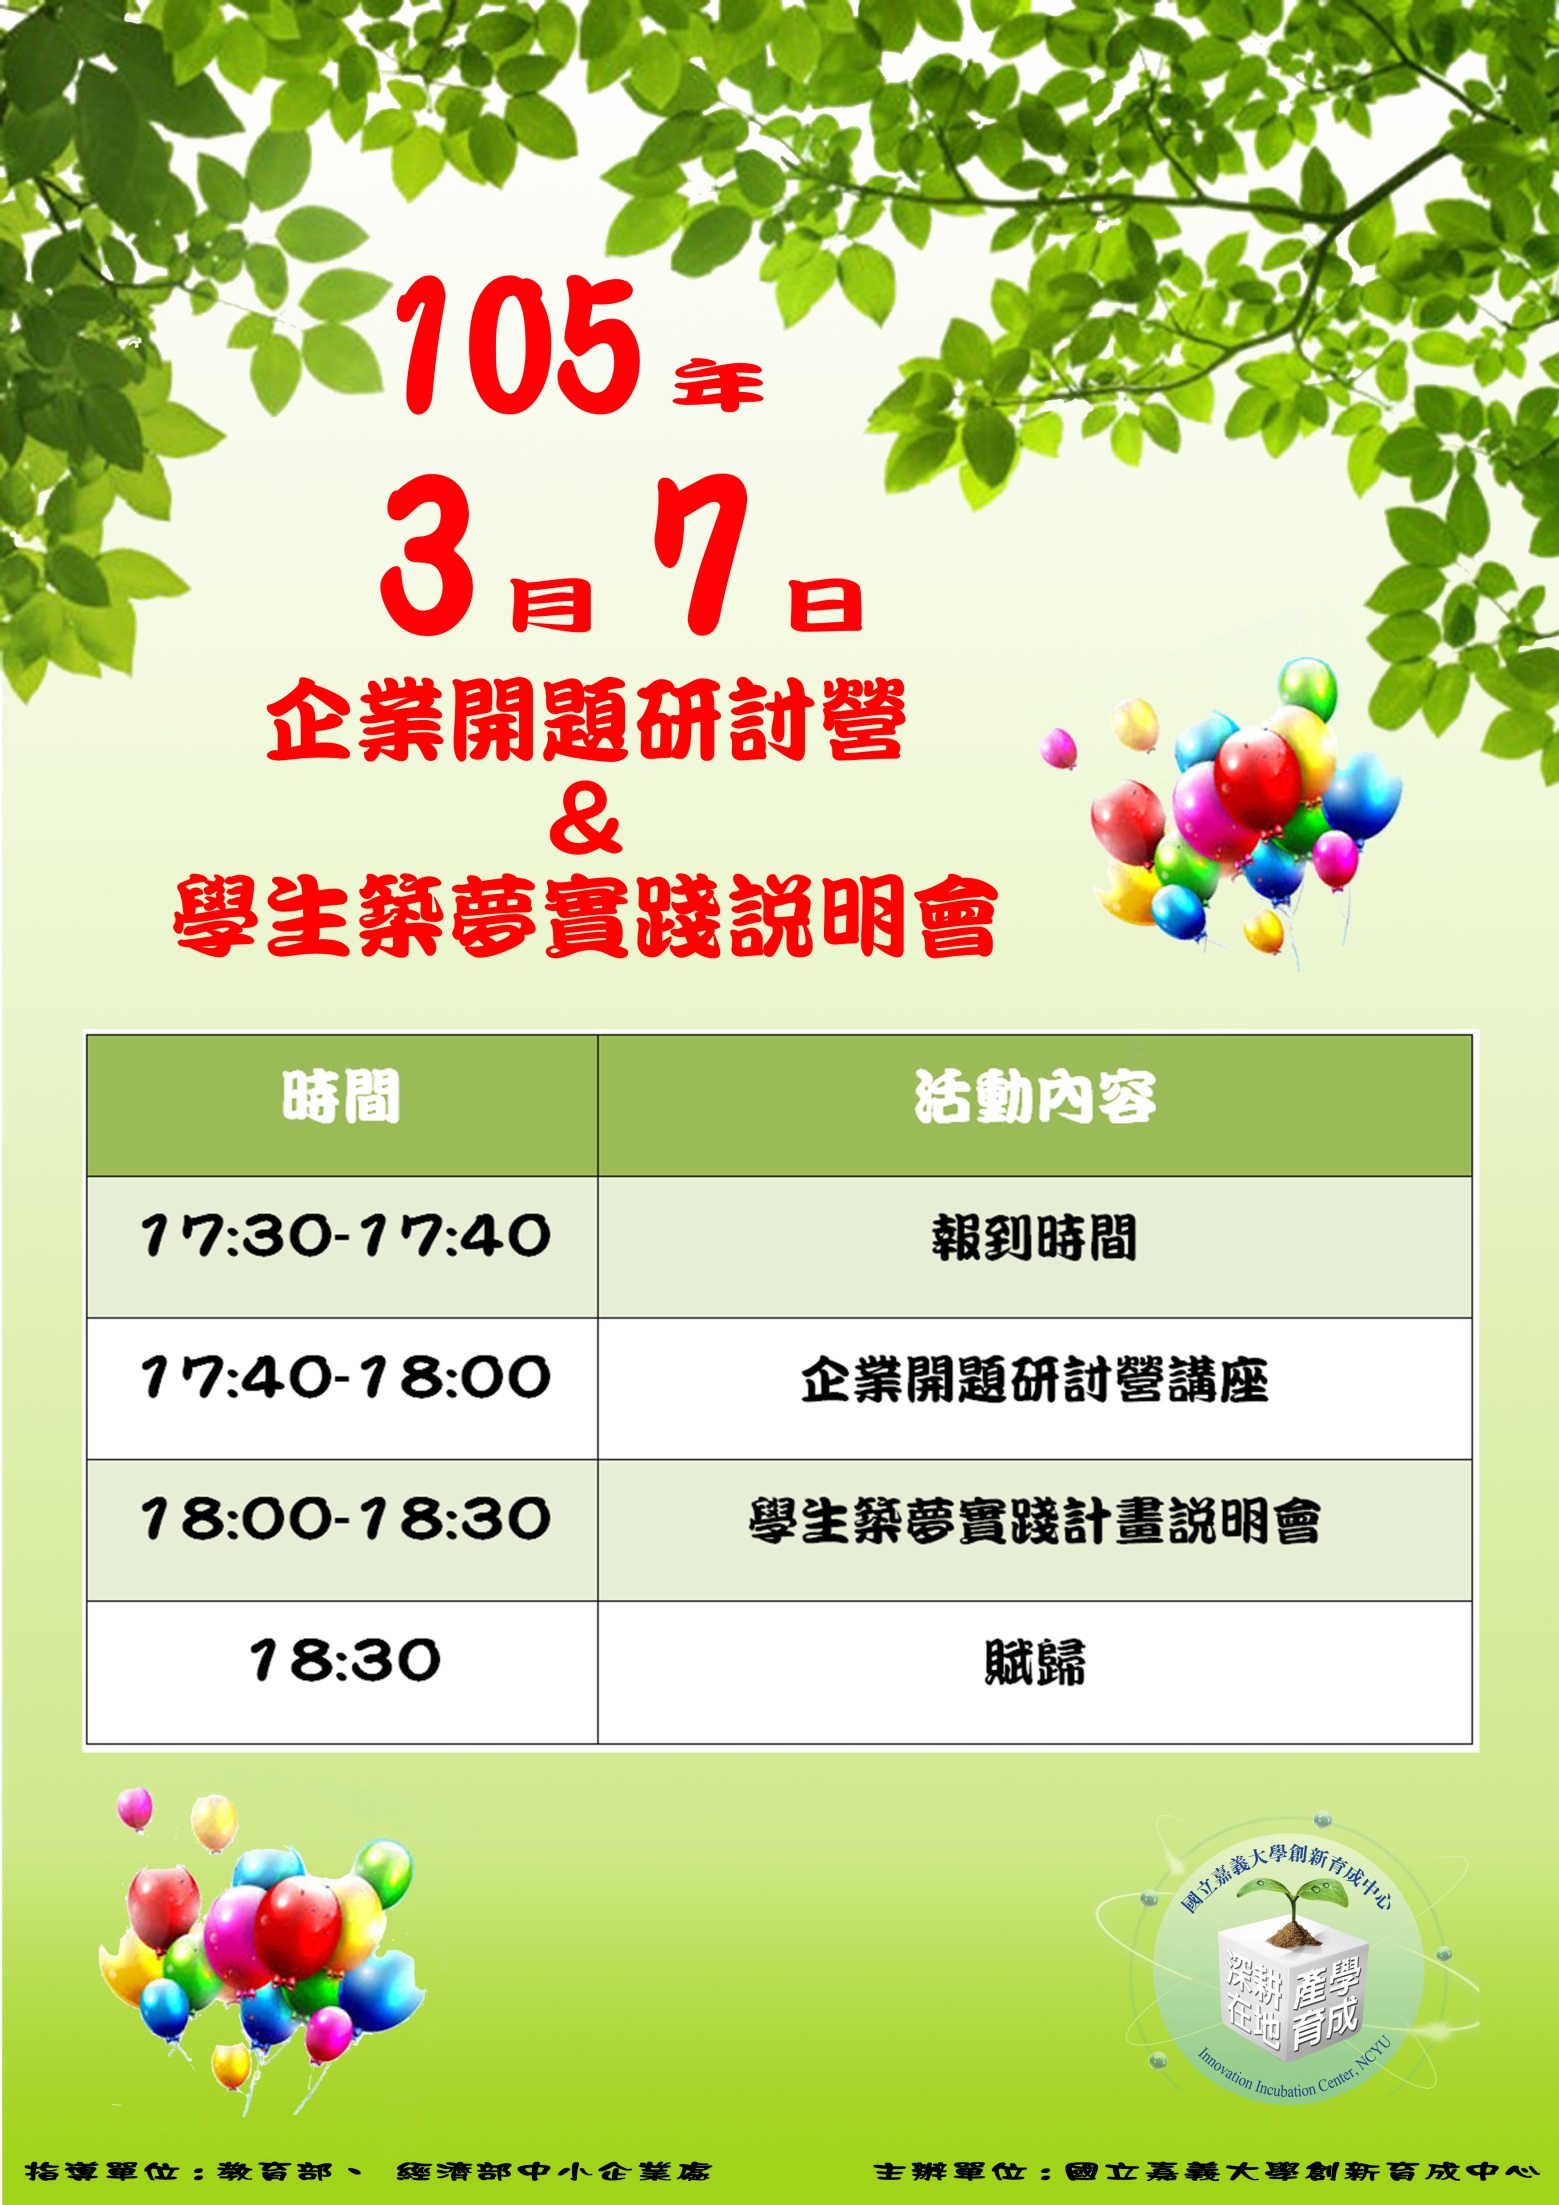 105年
3月7日
企業開題研討營
&
學生築夢實踐説明會
時間 活動內容
17:30-17:40 報到時間
17:40-18:00 企業開題研討營講座
18:00-18:30 學生築夢實踐計畫説明會
18:30 賦歸
國立嘉義大學創新育成中心
深耕 產學
在地 育成
Innovation Incubation Center, NCYU
指導單位:教育部、 經濟部中小企業處 主辦單位:國立嘉義大學創新育成中心